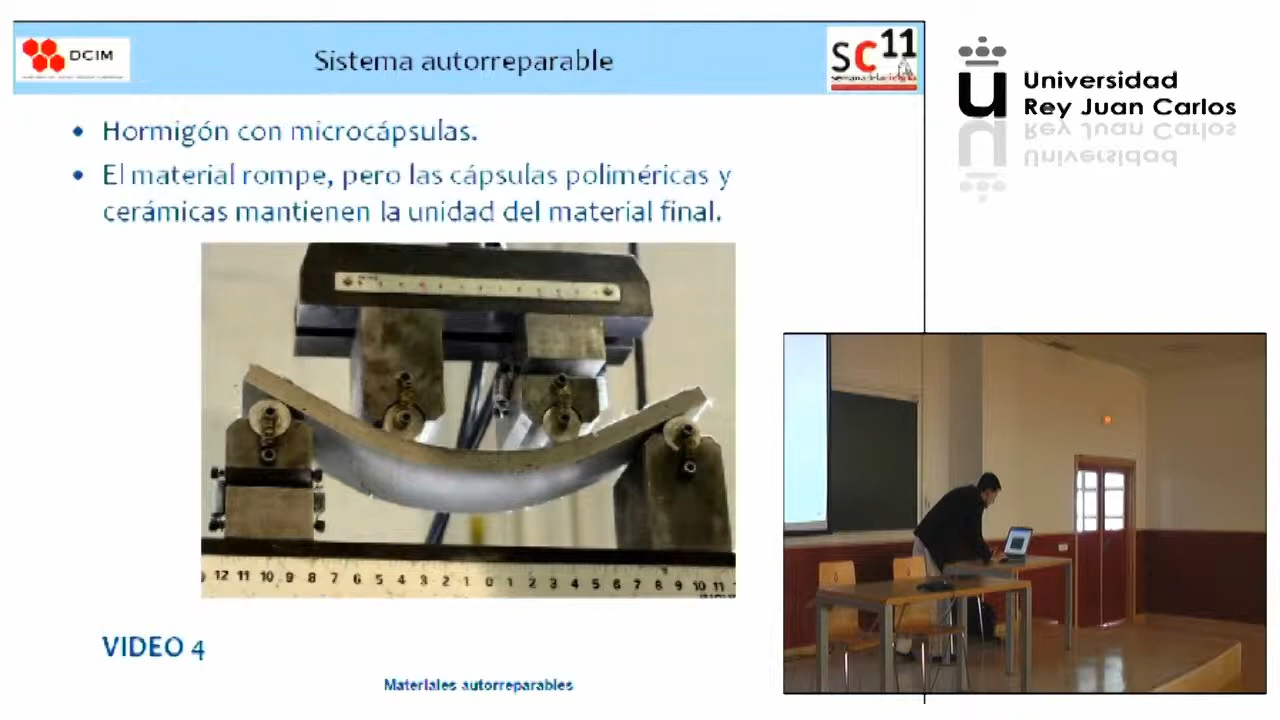 DCIM
Sistema autorreparable
SC11
Universidad
Rey Juan Carlos
• Hormigón con microcápsulas.
• El material rompe, pero las cápsulas poliméricas y
cerámicas mantienen la unidad del material final.
12 11 10 9 8 7 6 5 4 3 2 1 0 1 2 3 4 5 6 7 8 9 10 11
VIDEO 4
Materiales autorreparables